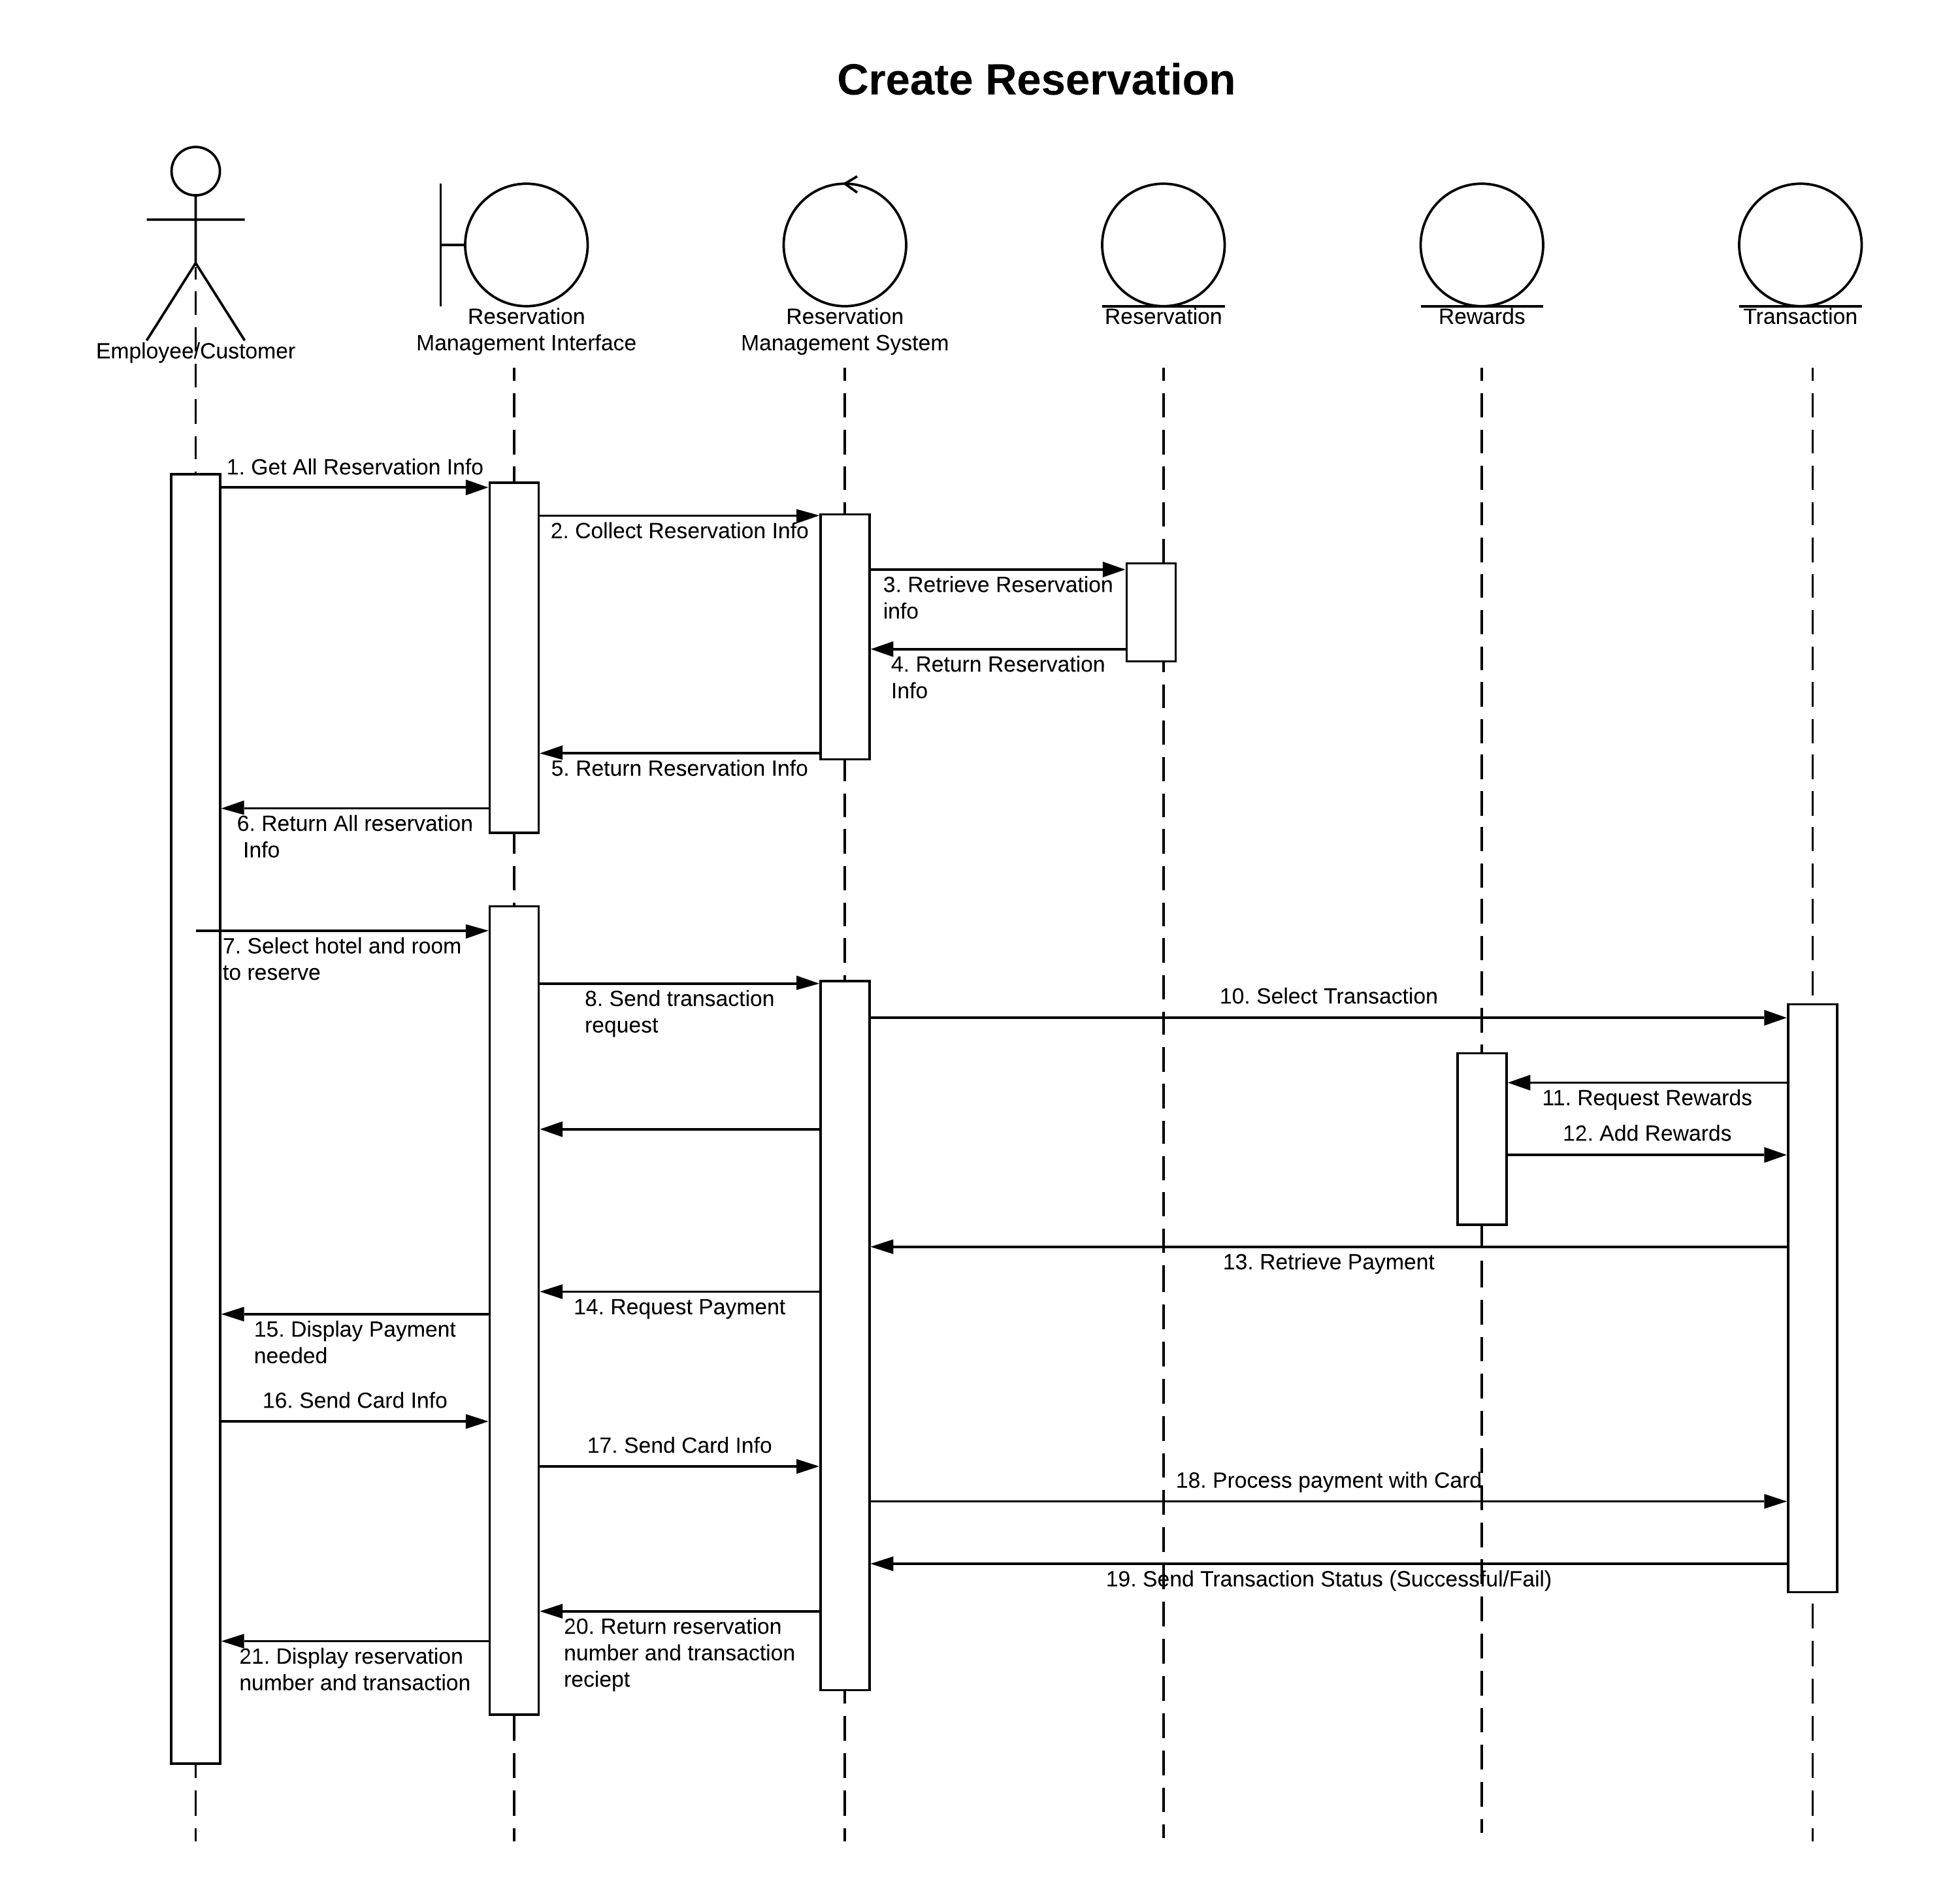 Create Reservation
Employee/Customer
Reservation
Management Interface
Reservation
Management System
Reservation
Rewards
Transaction
1. Get All Reservation Info
2. Collect Reservation Info
3. Retrieve Reservation
info
4. Return Reservation
Info
5. Return Reservation Info
6. Return All reservation
Info
7. Select hotel and room
to reserve
8. Send transaction
request
10. Select Transaction
11. Request Rewards
12. Add Rewards
13. Retrieve Payment
14. Request Payment
15. Display Payment
needed
16. Send Card Info
17. Send Card Info
18. Process payment with Card
19. Send Transaction Status (Successful/Fail)
20. Return reservation
number and transaction
reciept
21. Display reservation
number and transaction